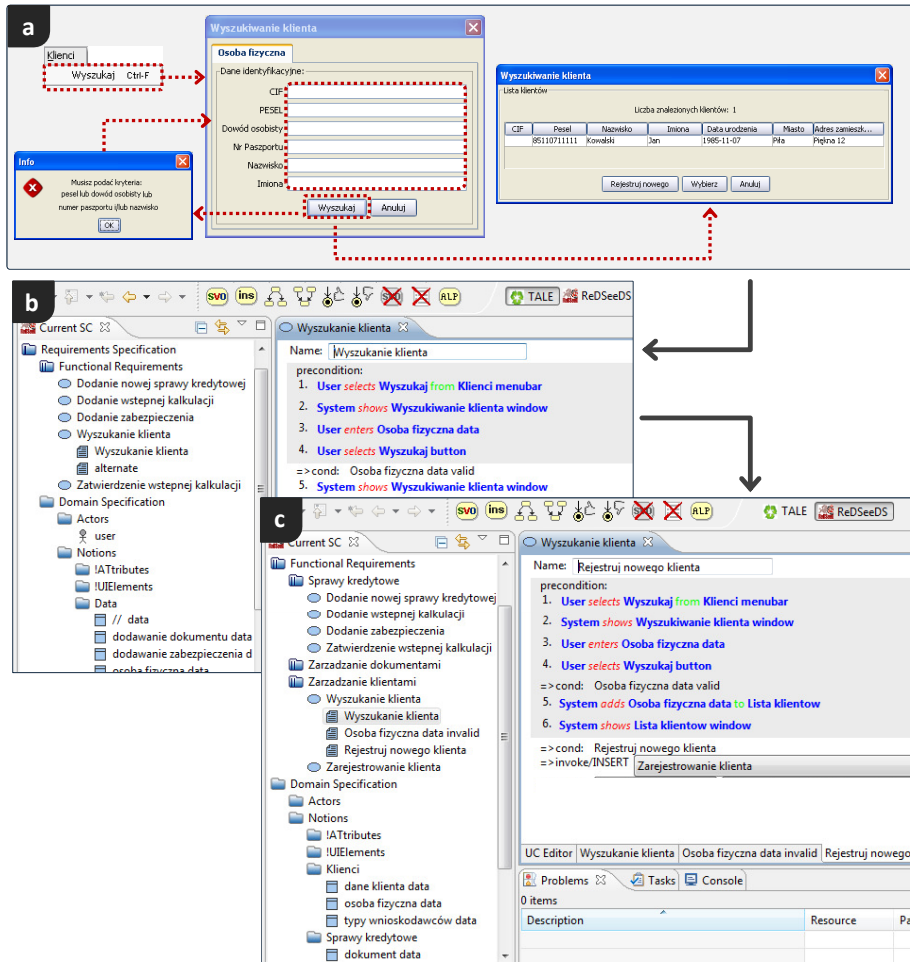 a
Klienci
Wyszukaj Ctrl-F
Wyszukiwanie klienta
Osoba fizyczna
Dane identyfikacyjne:
CIF
PESEL
Dowód osobisty
Nr Paszportu
Nazwisko
Imiona
Wyszukaj Anuluj
Info
Musisz podać kryteria:
pesel lub dowód osobisty lub
numer paszportu i/lub nazwisko
OK
Wyszukiwanie klienta
Lista klientów
Liczba znalezionych klientów: 1
CIF Pesel Nazwisko Imiona Data urodzenia Miasto Adres zamieszk...
85110711111 Kowalski Jan 1985-11-07 Piła Piękna 12
Rejestruj nowego Wybierz Anuluj
b
SVO ins SVO ALP TALE ReDSeeDS
Current SC
Requirements Specification
Functional Requirements
Dodanie nowej sprawy kredytowej
Dodanie wstepnej kalkulacji
Dodanie zabezpieczenia
Wyszukanie klienta
Wyszukanie klienta
alternate
Zatwierdzenie wstepnej kalkulacji
Domain Specification
Actors
user
Notions
!ATtributes
!UIElements
Data
// data
dodawanie dokumentu data
dodawanie zabezpieczenia d
osoba fizyczna data
Wyszukanie klienta
Name: Wyszukanie klienta
precondition:
1. User selects Wyszukaj from Klienci menubar
2. System shows Wyszukiwanie klienta window
3. User enters Osoba fizyczna data
4. User selects Wyszukaj button
=>cond: Osoba fizyczna data valid
5. System shows Wyszukiwanie klienta window
c
SVO ins SVO ALP TALE ReDSeeDS
Current SC
Functional Requirements
Sprawy kredytowe
Dodanie nowej sprawy kredytowej
Dodanie wstepnej kalkulacji
Dodanie zabezpieczenia
Zatwierdzenie wstepnej kalkulacji
Zarzadzanie dokumentami
Zarzadzanie klientami
Wyszukanie klienta
Wyszukanie klienta
Osoba fizyczna data invalid
Rejestruj nowego klienta
Zarejestrowanie klienta
Domain Specification
Actors
Notions
!ATtributes
!UIElements
Klienci
dane klienta data
osoba fizyczna data
typy wnioskodawców data
Sprawy kredytowe
dokument data
Wyszukanie klienta
Name: Rejestruj nowego klienta
precondition:
1. User selects Wyszukaj from Klienci menubar
2. System shows Wyszukiwanie klienta window
3. User enters Osoba fizyczna data
4. User selects Wyszukaj button
=>cond: Osoba fizyczna data valid
5. System adds Osoba fizyczna data to Lista klientow
6. System shows Lista klientow window
=>cond: Rejestruj nowego klienta
=>invoke/INSERT Zarejestrowanie klienta
UC Editor Wyszukanie klienta Osoba fizyczna data invalid Rejestruj nowego
Problems Tasks Console
0 items
Description Resource Pa